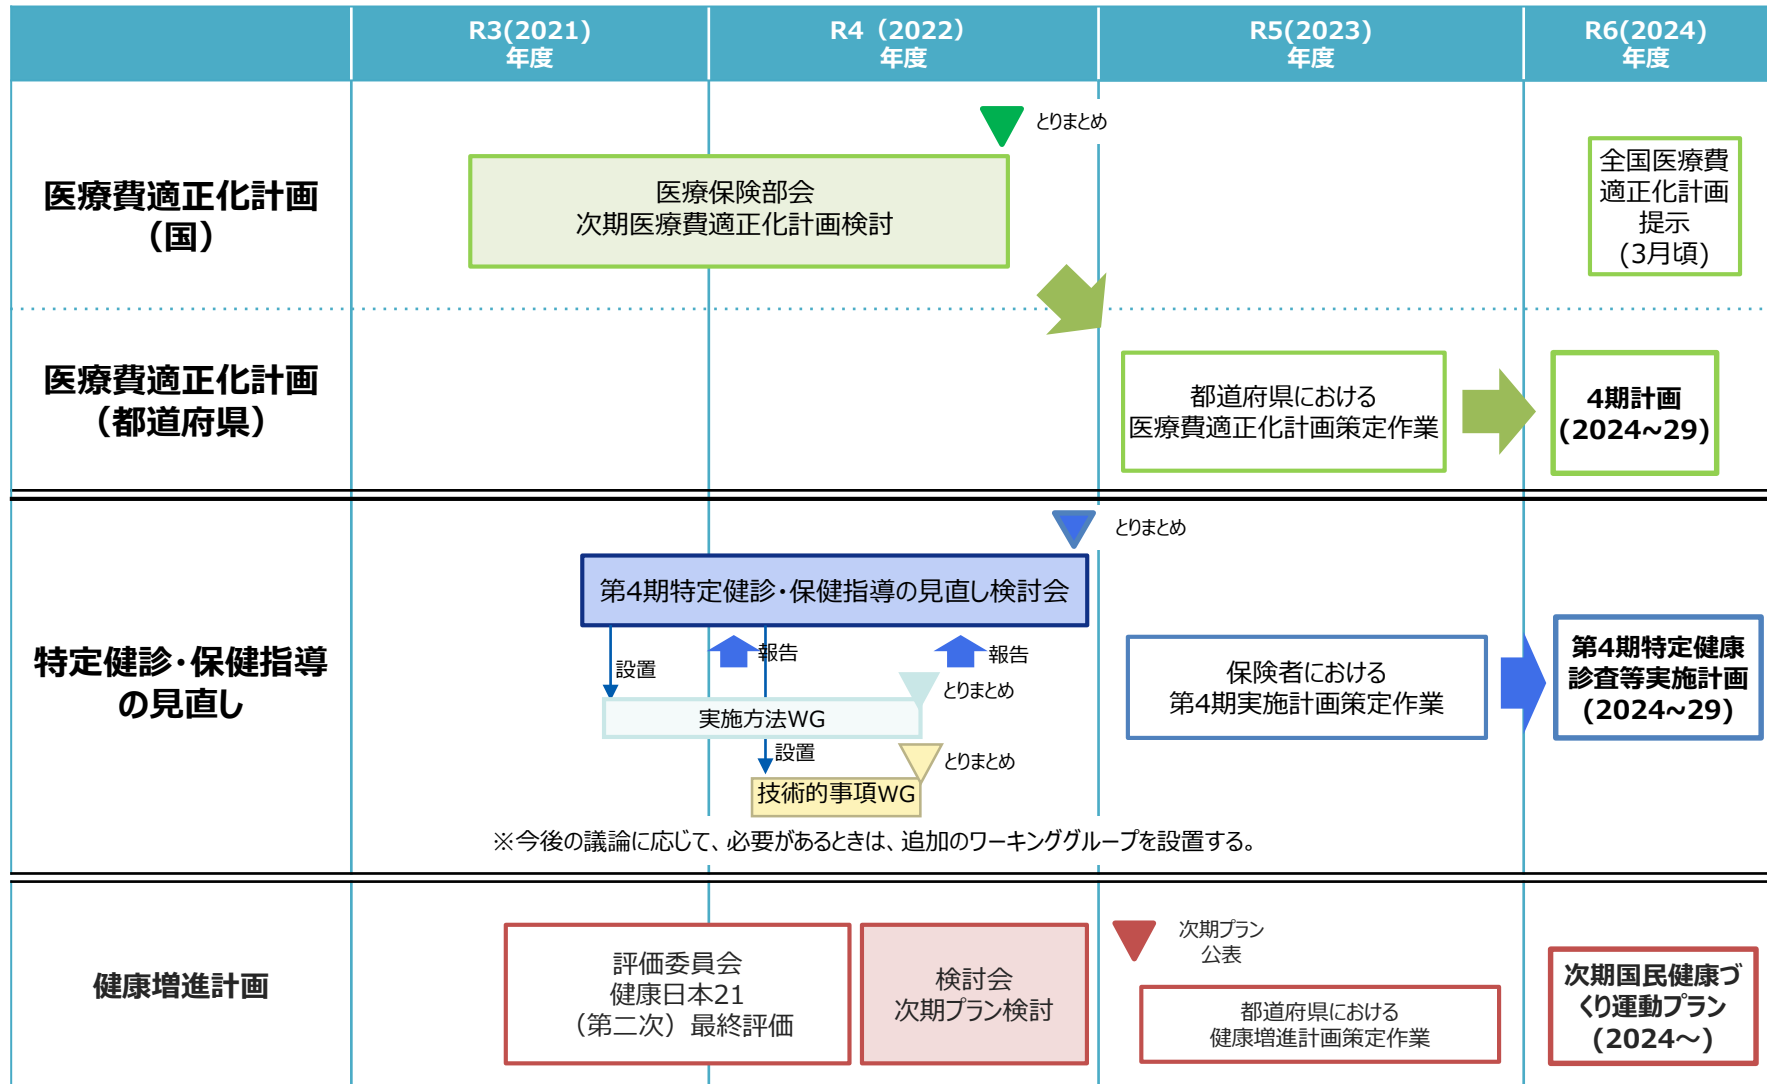 R3(2021)
年度
R4（2022）
年度
R5(2023)
年度
R6(2024)
年度
医療費適正化計画
（国）
とりまとめ
医療保険部会
次期医療費適正化計画検討
全国医療費
適正化計画
提示
(3月頃)
医療費適正化計画
（都道府県）
都道府県における
医療費適正化計画策定作業
4期計画
(2024~29)
特定健診・保健指導
の見直し
とりまとめ
第4期特定健診・保健指導の見直し検討会
設置
報告
報告
とりまとめ
実施方法WG
設置
とりまとめ
技術的事項WG
※今後の議論に応じて、必要があるときは、追加のワーキンググループを設置する。
保険者における
第4期実施計画策定作業
第4期特定健康
診査等実施計画
(2024~29)
健康増進計画
評価委員会
健康日本21
（第二次）最終評価
検討会
次期プラン検討
次期プラン
公表
都道府県における
健康増進計画策定作業
次期国民健康づ
くり運動プラン
(2024～)